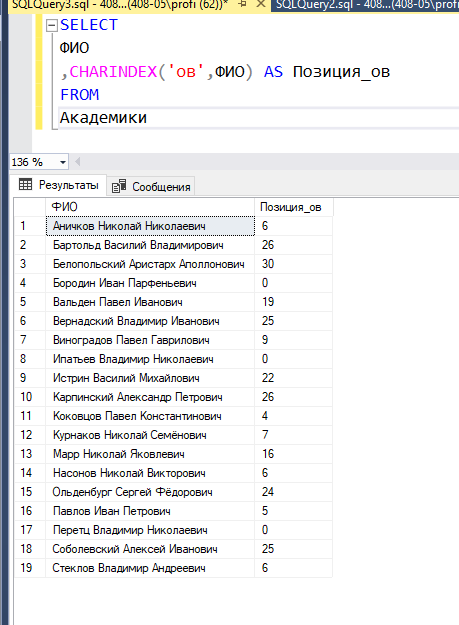 SQLQuery3.sql - 408...(408-05\profi (62))*
SQLQuery2.sql - 408...(408-05\profi
SELECT
ФИО
,CHARINDEX('ов',ФИО) AS Позиция_ов
FROM
Академики
136 %
Результаты Сообщения
ФИО Позиция_ов
1 Аничков Николай Николаевич 6
2 Бартольд Василий Владимирович 26
3 Белопольский Аристарх Аполлонович 30
4 Бородин Иван Парфеньевич 0
5 Вальден Павел Иванович 19
6 Вернадский Владимир Иванович 25
7 Виноградов Павел Гаврилович 9
8 Ипатьев Владимир Николаевич 0
9 Истрин Василий Михайлович 22
10 Карпинский Александр Петрович 26
11 Коковцов Павел Константинович 4
12 Курнаков Николай Семёнович 7
13 Марр Николай Яковлевич 16
14 Насонов Николай Викторович 6
15 Ольденбург Сергей Фёдорович 24
16 Павлов Иван Петрович 5
17 Перетц Владимир Николаевич 0
18 Соболевский Алексей Иванович 25
19 Стеклов Владимир Андреевич 6